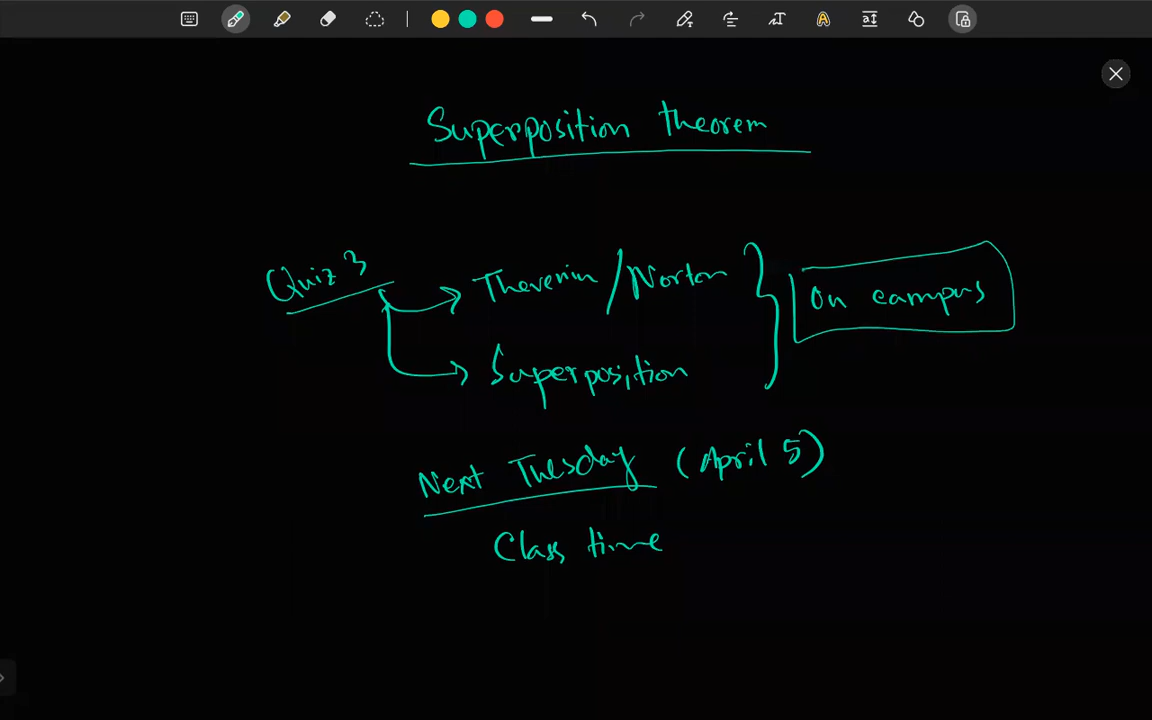 Superposition theorem
Quiz 3
Thevenin / Norton
On campus
Superposition
Next Tuesday (April 5)
Class time